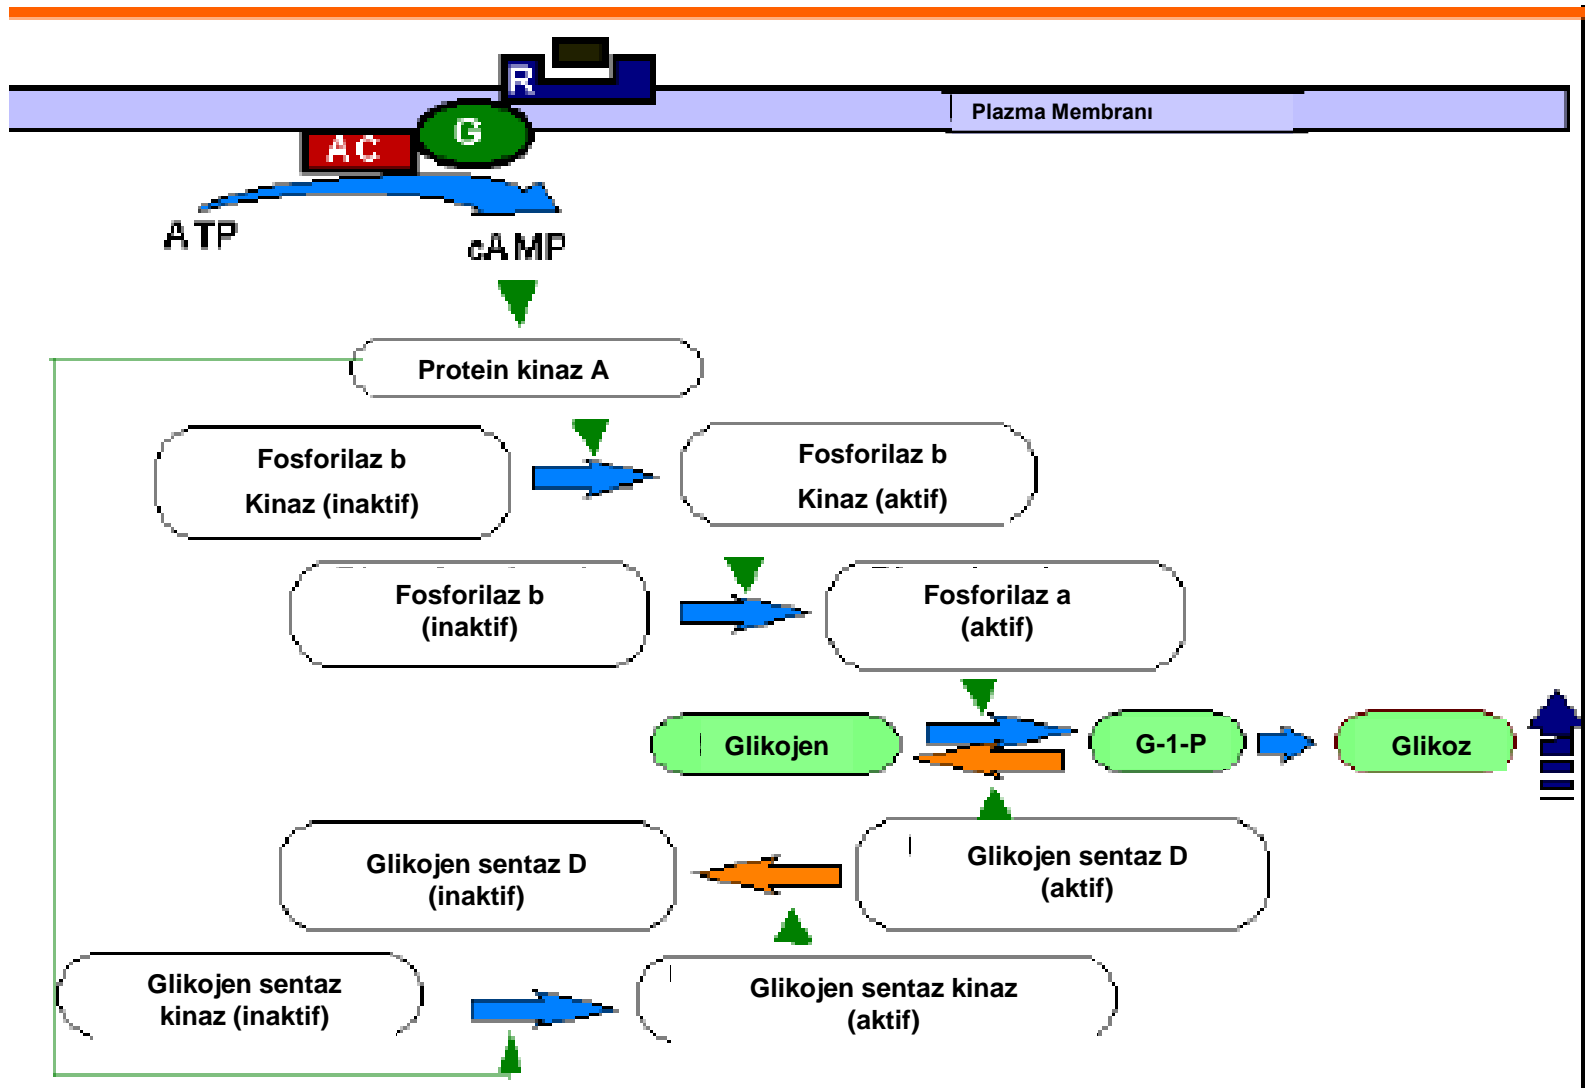 R
Plazma Membranı
G
AC
ATP
cAMP
Protein kinaz A
Fosforilaz b
Kinaz (inaktif)
Fosforilaz b
Kinaz (aktif)
Fosforilaz b
(inaktif)
Fosforilaz a
(aktif)
Glikojen
G-1-P
Glikoz
Glikojen sentaz D
(inaktif)
Glikojen sentaz D
(aktif)
Glikojen sentaz
kinaz (inaktif)
Glikojen sentaz kinaz
(aktif)